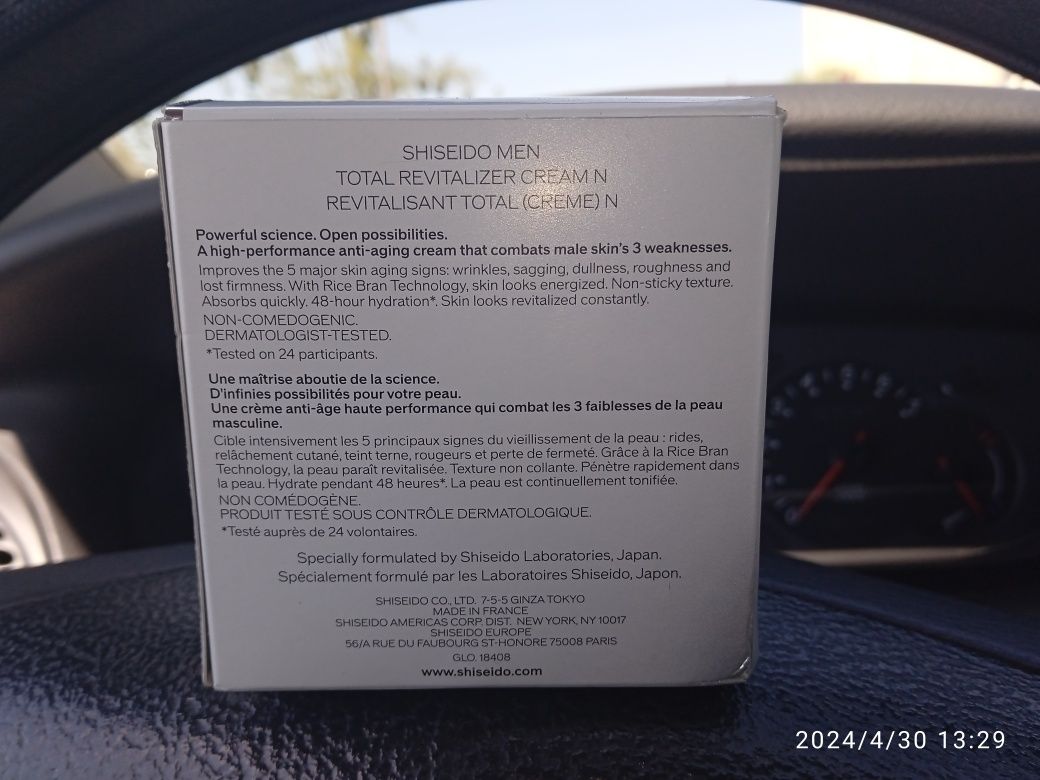 SHISEIDO MEN
TOTAL REVITALIZER CREAM N
REVITALISANT TOTAL (CREME) N
Powerful science. Open possibilities.
A high-performance anti-aging cream that combats male skin's 3 weaknesses.
Improves the 5 major skin aging signs: wrinkles, sagging, dullness, roughness and
lost firmness. With Rice Bran Technology, skin looks energized. Non-sticky texture.
Absorbs quickly. 48-hour hydration*. Skin looks revitalized constantly.
NON-COMEDOGENIC.
DERMATOLOGIST-TESTED.
*Tested on 24 participants.
Une maîtrise aboutie de la science.
D'infinies possibilités pour votre peau.
Une crème anti-âge haute performance qui combat les 3 faiblesses de la peau
masculine.
Cible intensivement les 5 principaux signes du vieillissement de la peau : rides,
relâchement cutané, teint terne, rougeurs et perte de fermeté. Grâce à la Rice Bran
Technology, la peau paraît revitalisée. Texture non collante. Pénètre rapidement dans
la peau. Hydrate pendant 48 heures*. La peau est continuellement tonifiée.
NON COMÉDOGÈNE.
PRODUIT TESTÉ SOUS CONTRÔLE DERMATOLOGIQUE.
*Testé auprès de 24 volontaires.
Specially formulated by Shiseido Laboratories, Japan.
Spécialement formulé par les Laboratoires Shiseido, Japon.
SHISEIDO CO., LTD. 7-5-5 GINZA TOKYO
MADE IN FRANCE
SHISEIDO AMERICAS CORP. DIST. NEW YORK, NY 10017
SHISEIDO EUROPE
56/A RUE DU FAUBOURG ST-HONORE 75008 PARIS
GLO. 18408
www.shiseido.com
2024/4/30 13:29